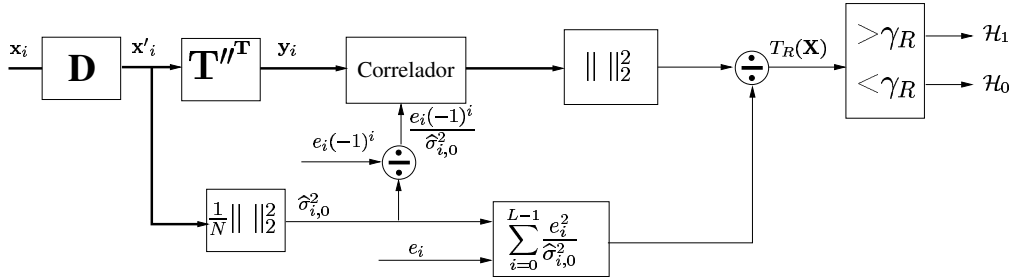 x_i
D
x'_i
T''^T
y_i
Correlador
|| ||_2^2
÷
T_R(X)
>γ_R
<γ_R
ℋ_1
ℋ_0
e_i(-1)^i
÷
e_i(-1)^i / σ̂_{i,0}^2
1/N || ||_2^2
σ̂_{i,0}^2
e_i
∑_{i=0}^{L-1} e_i^2 / σ̂_{i,0}^2